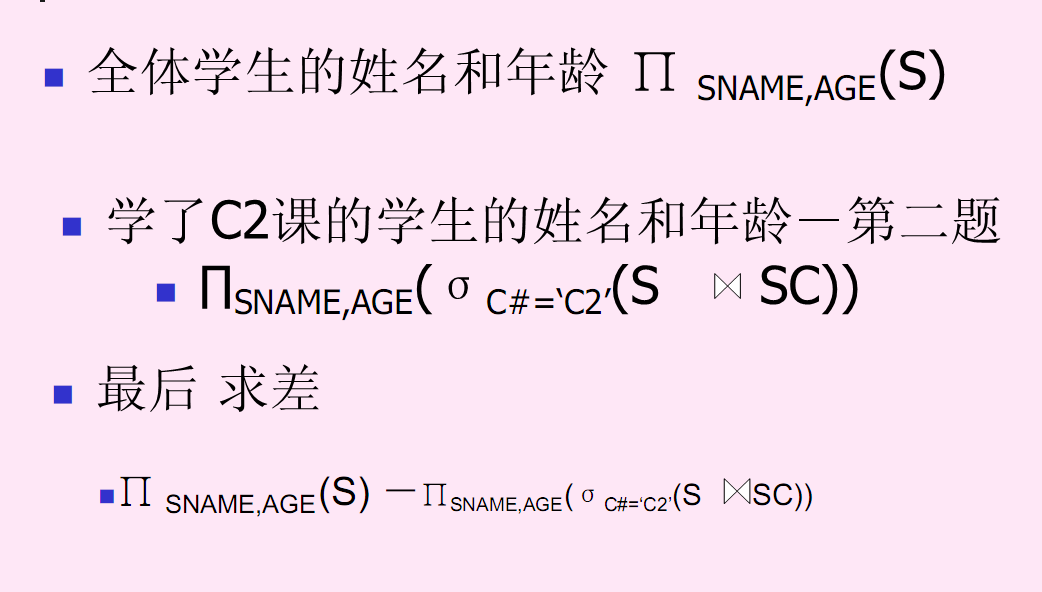 全体学生的姓名和年龄 ∏ SNAME,AGE(S)
学了C2课的学生的姓名和年龄－第二题
∏SNAME,AGE( σ C#=‘C2’(S ⋈ SC))
最后 求差
∏ SNAME,AGE(S) －∏SNAME,AGE( σ C#=‘C2’(S ⋈SC))